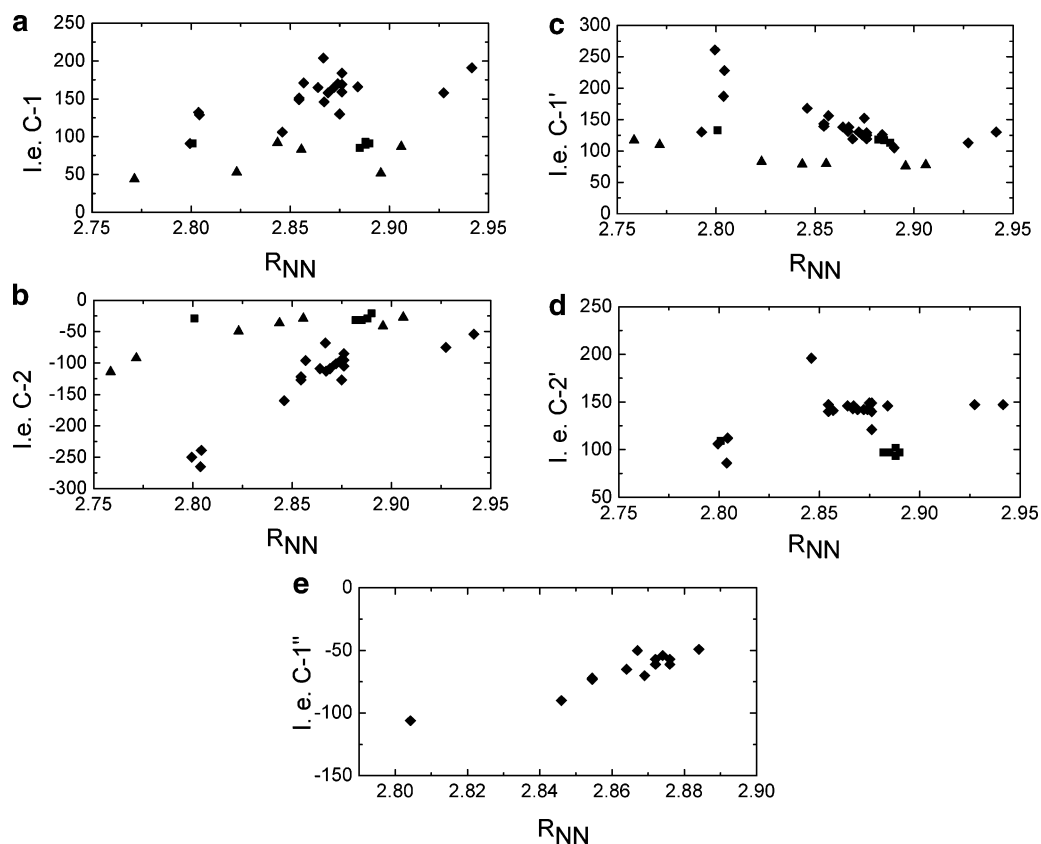 a
250
200
150
100
50
0
I.e. C-1
2.75 2.80 2.85 2.90 2.95
RNN
b
0
-50
-100
-150
-200
-250
-300
I.e. C-2
2.75 2.80 2.85 2.90 2.95
RNN
c
300
250
200
150
100
50
0
I.e. C-1'
2.75 2.80 2.85 2.90 2.95
RNN
d
250
200
150
100
50
I. e. C-2'
2.75 2.80 2.85 2.90 2.95
RNN
e
0
-50
-100
-150
I. e. C-1"
2.80 2.82 2.84 2.86 2.88 2.90
RNN